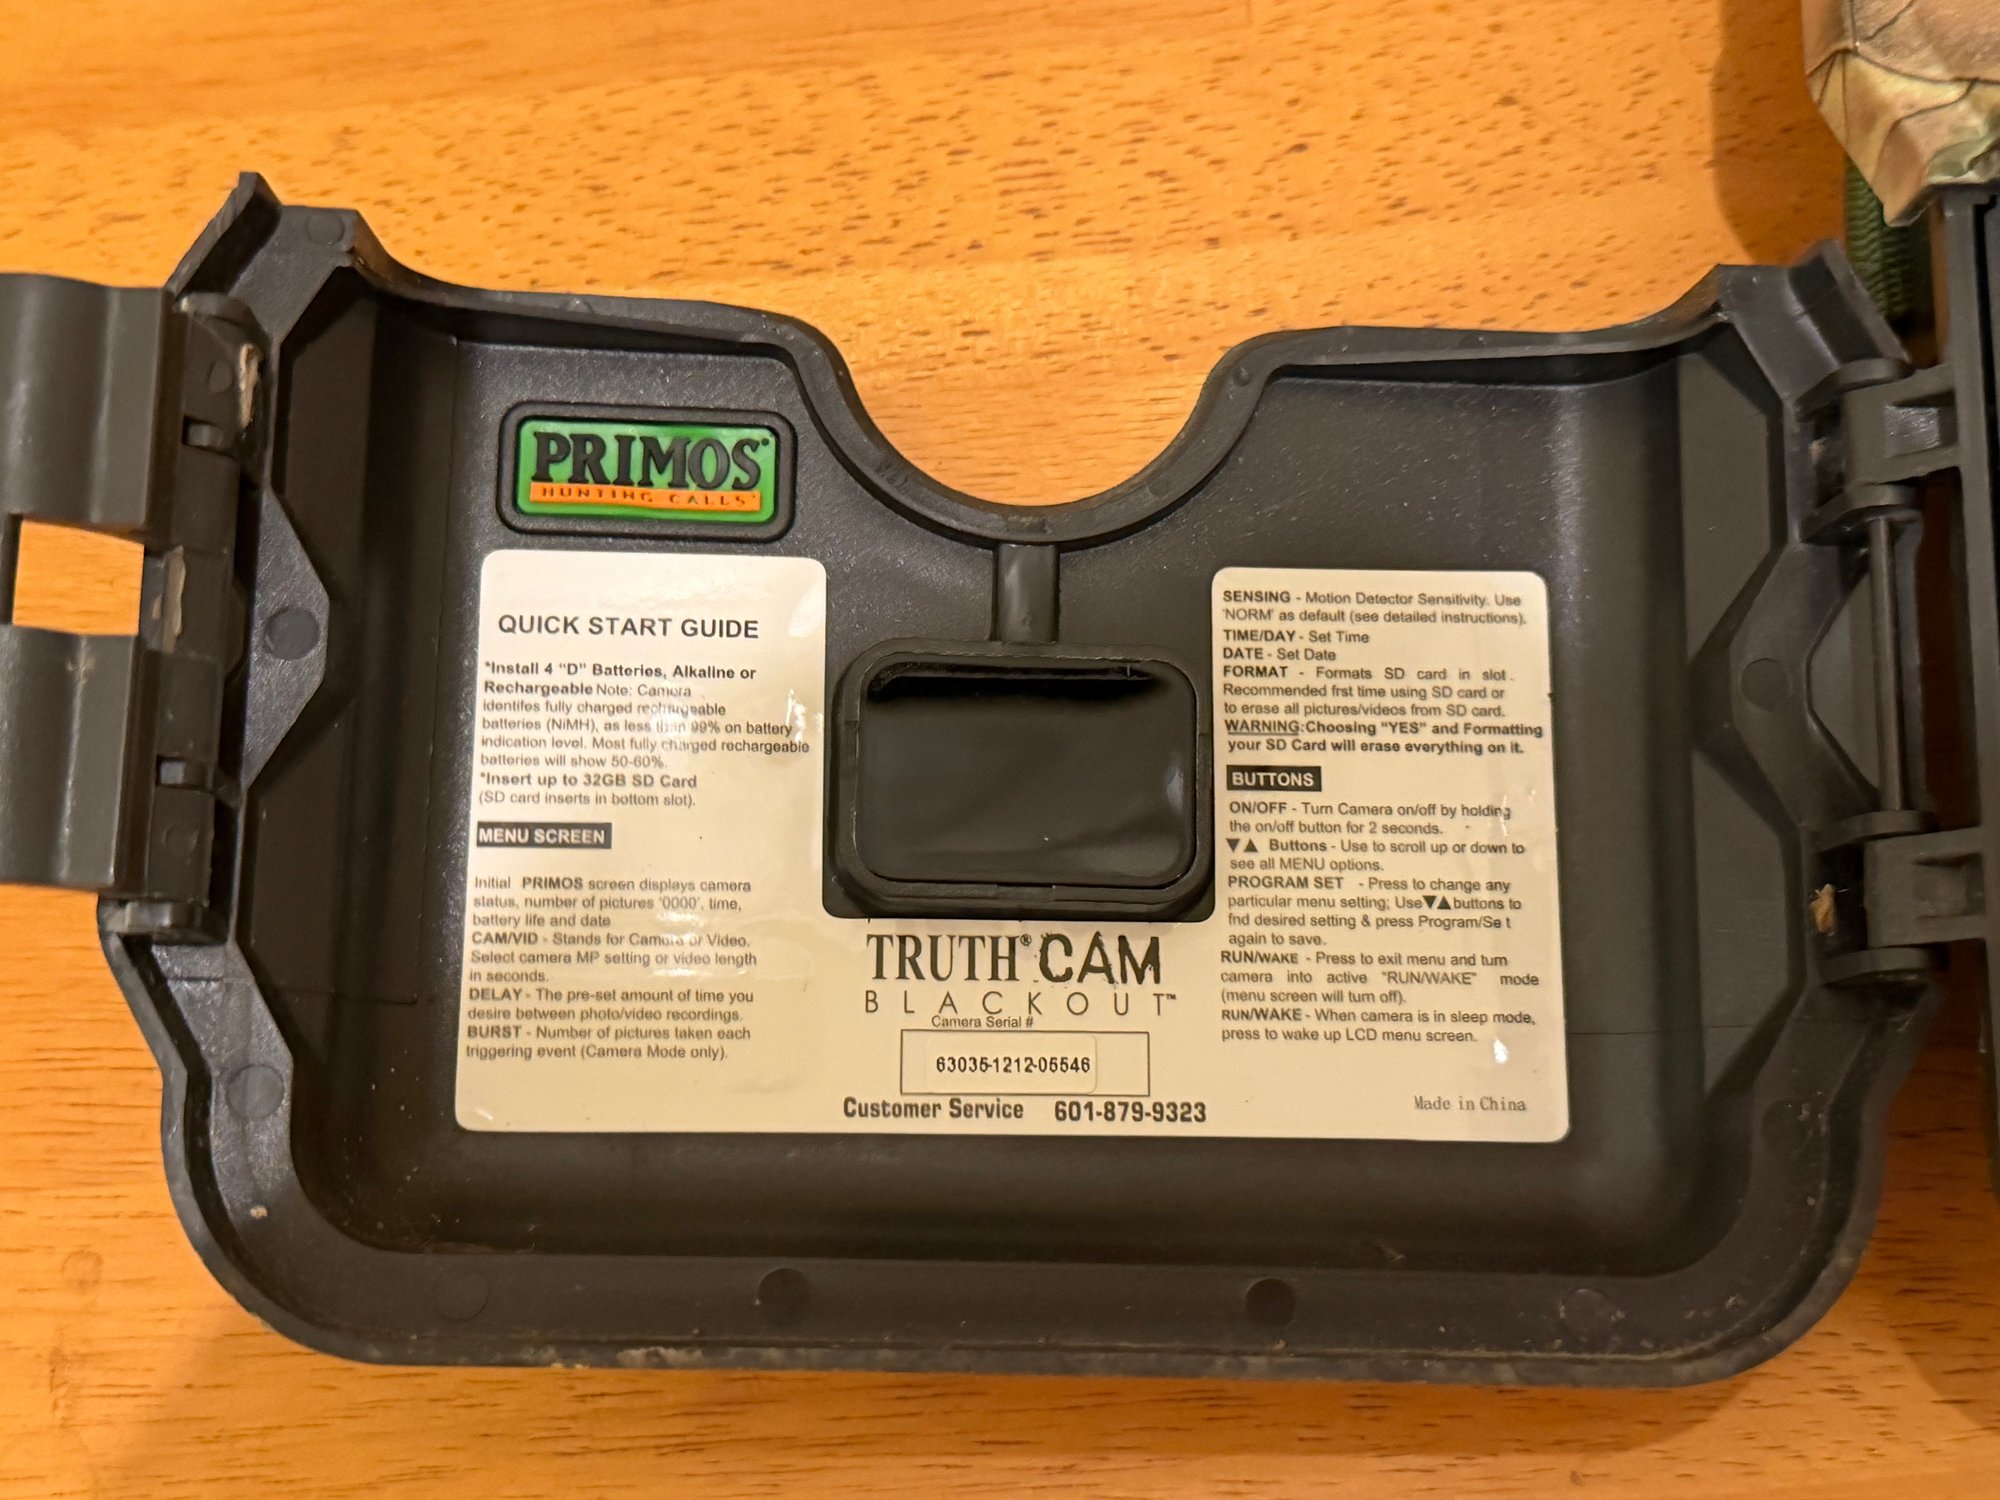 PRIMOS®
HUNTING CALLS®
QUICK START GUIDE
*Install 4 “D” Batteries, Alkaline or
Rechargeable Note: Camera
identifes fully charged rechargeable
batteries (NiMH), as less than 99% on battery
indication level. Most fully charged rechargeable
batteries will show 50-60%.
*Insert up to 32GB SD Card
(SD card inserts in bottom slot).
MENU SCREEN
Initial PRIMOS screen displays camera
status, number of pictures '0000', time,
battery life and date
CAM/VID - Stands for Camera or Video.
Select camera MP setting or video length
in seconds.
DELAY - The pre-set amount of time you
desire between photo/video recordings.
BURST - Number of pictures taken each
triggering event (Camera Mode only).
TRUTH® CAM
BLACKOUT™
Camera Serial #
63035-1212-05546
Customer Service 601-879-9323
SENSING - Motion Detector Sensitivity. Use
'NORM' as default (see detailed instructions).
TIME/DAY - Set Time
DATE - Set Date
FORMAT - Formats SD card in slot.
Recommended frst time using SD card or
to erase all pictures/videos from SD card.
WARNING:Choosing "YES" and Formatting
your SD Card will erase everything on it.
BUTTONS
ON/OFF - Turn Camera on/off by holding
the on/off button for 2 seconds.
▼▲ Buttons - Use to scroll up or down to
see all MENU options.
PROGRAM SET - Press to change any
particular menu setting; Use▼▲buttons to
fnd desired setting & press Program/Se t
again to save.
RUN/WAKE - Press to exit menu and turn
camera into active "RUN/WAKE" mode
(menu screen will turn off).
RUN/WAKE - When camera is in sleep mode,
press to wake up LCD menu screen.
Made in China